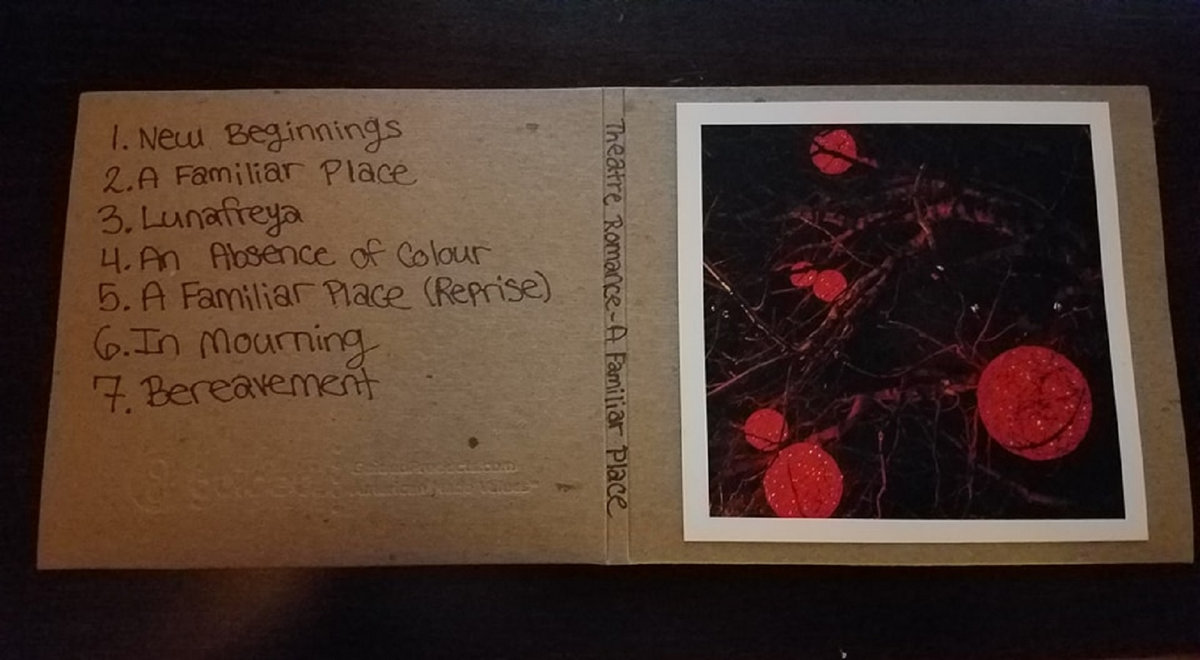 1. New Beginnings
2. A Familiar Place
3. Lunafreya
4. An Absence of Colour
5. A Familiar Place (Reprise)
6. In Mourning
7. Bereavement
Theatre Romance - A Familiar Place